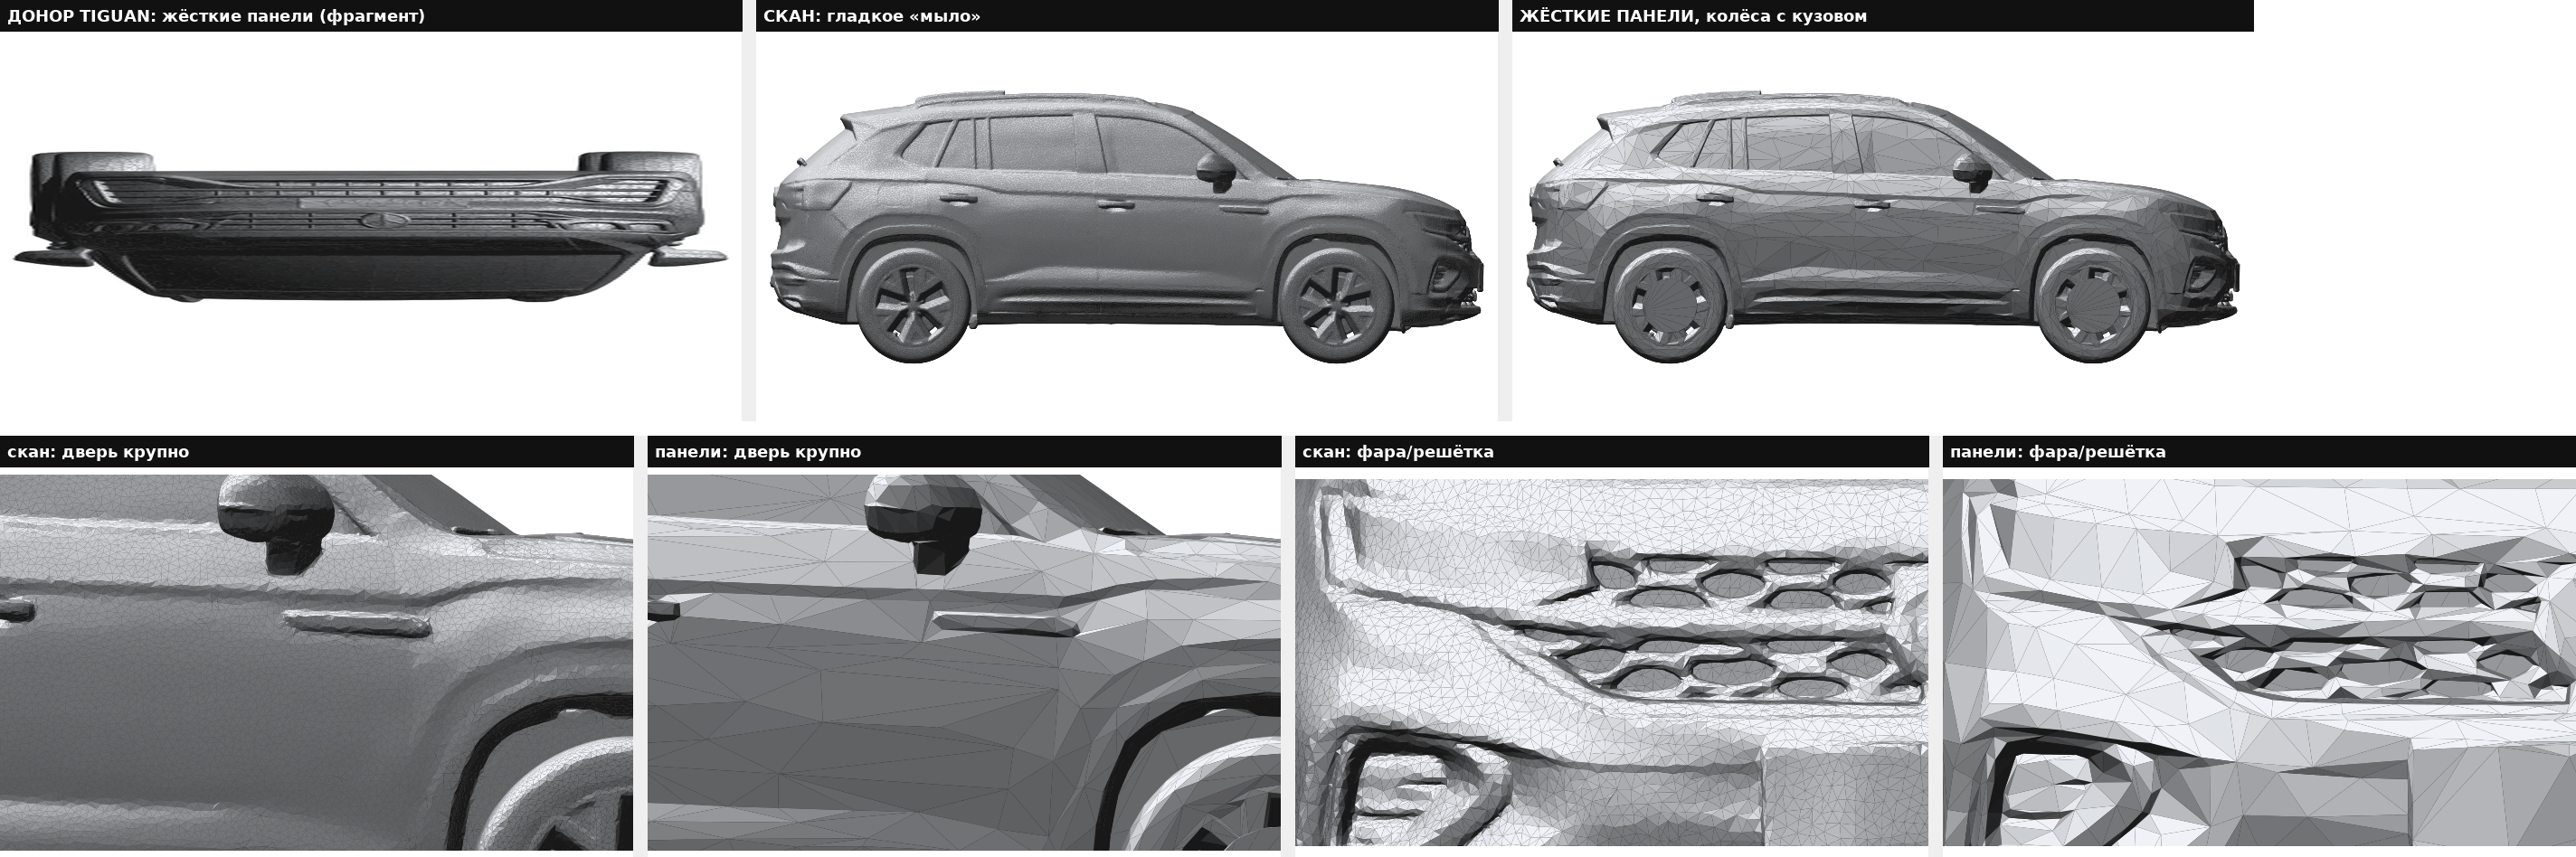 ДОНОР TIGUAN: жёсткие панели (фрагмент)
СКАН: гладкое «мыло»
ЖЁСТКИЕ ПАНЕЛИ, колёса с кузовом
скан: дверь крупно
панели: дверь крупно
скан: фара/решётка
панели: фара/решётка